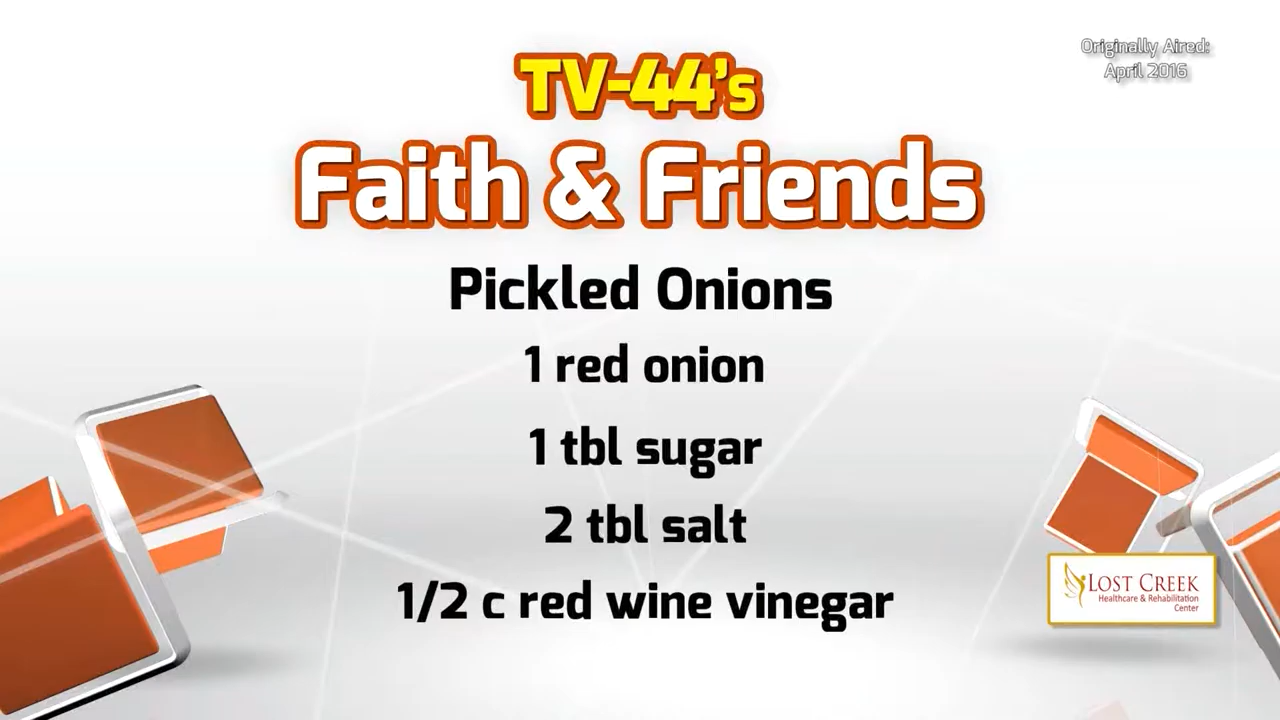 Originally Aired:
April 2016
TV-44's
Faith & Friends
Pickled Onions
1 red onion
1 tbl sugar
2 tbl salt
1/2 c red wine vinegar
LOST CREEK
Healthcare & Rehabilitation
Center